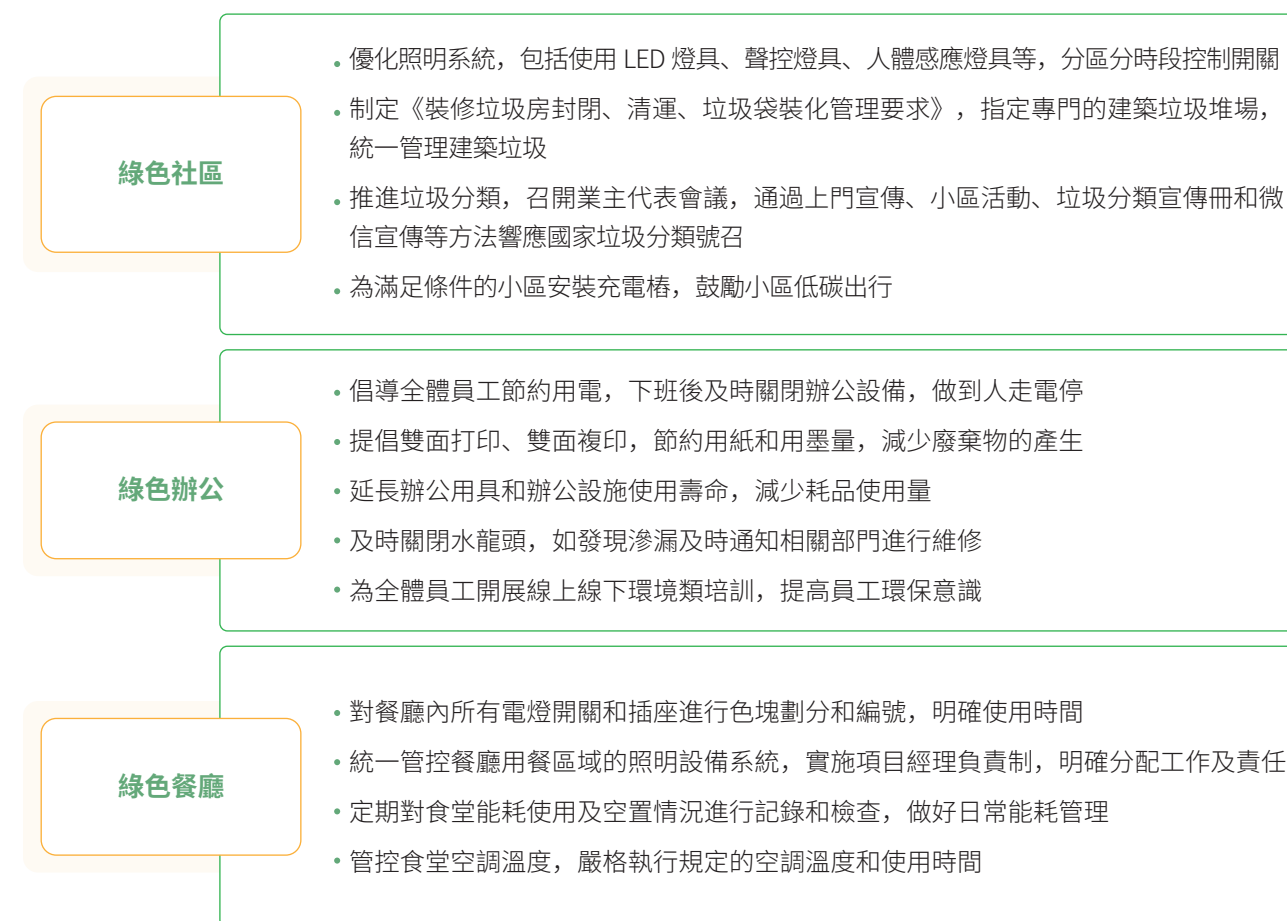 綠色社區
• 優化照明系統，包括使用 LED 燈具、聲控燈具、人體感應燈具等，分區分時段控制開關
• 制定《裝修垃圾房封閉、清運、垃圾袋裝化管理要求》，指定專門的建築垃圾堆場，
統一管理建築垃圾
• 推進垃圾分類，召開業主代表會議，通過上門宣傳、小區活動、垃圾分類宣傳冊和微
信宣傳等方法響應國家垃圾分類號召
• 為滿足條件的小區安裝充電樁，鼓勵小區低碳出行
綠色辦公
• 倡導全體員工節約用電，下班後及時關閉辦公設備，做到人走電停
• 提倡雙面打印、雙面複印，節約用紙和用墨量，減少廢棄物的產生
• 延長辦公用具和辦公設施使用壽命，減少耗品使用量
• 及時關閉水龍頭，如發現滲漏及時通知相關部門進行維修
• 為全體員工開展線上線下環境類培訓，提高員工環保意識
綠色餐廳
• 對餐廳內所有電燈開關和插座進行色塊劃分和編號，明確使用時間
• 統一管控餐廳用餐區域的照明設備系統，實施項目經理負責制，明確分配工作及責任
• 定期對食堂能耗使用及空置情況進行記錄和檢查，做好日常能耗管理
• 管控食堂空調溫度，嚴格執行規定的空調溫度和使用時間